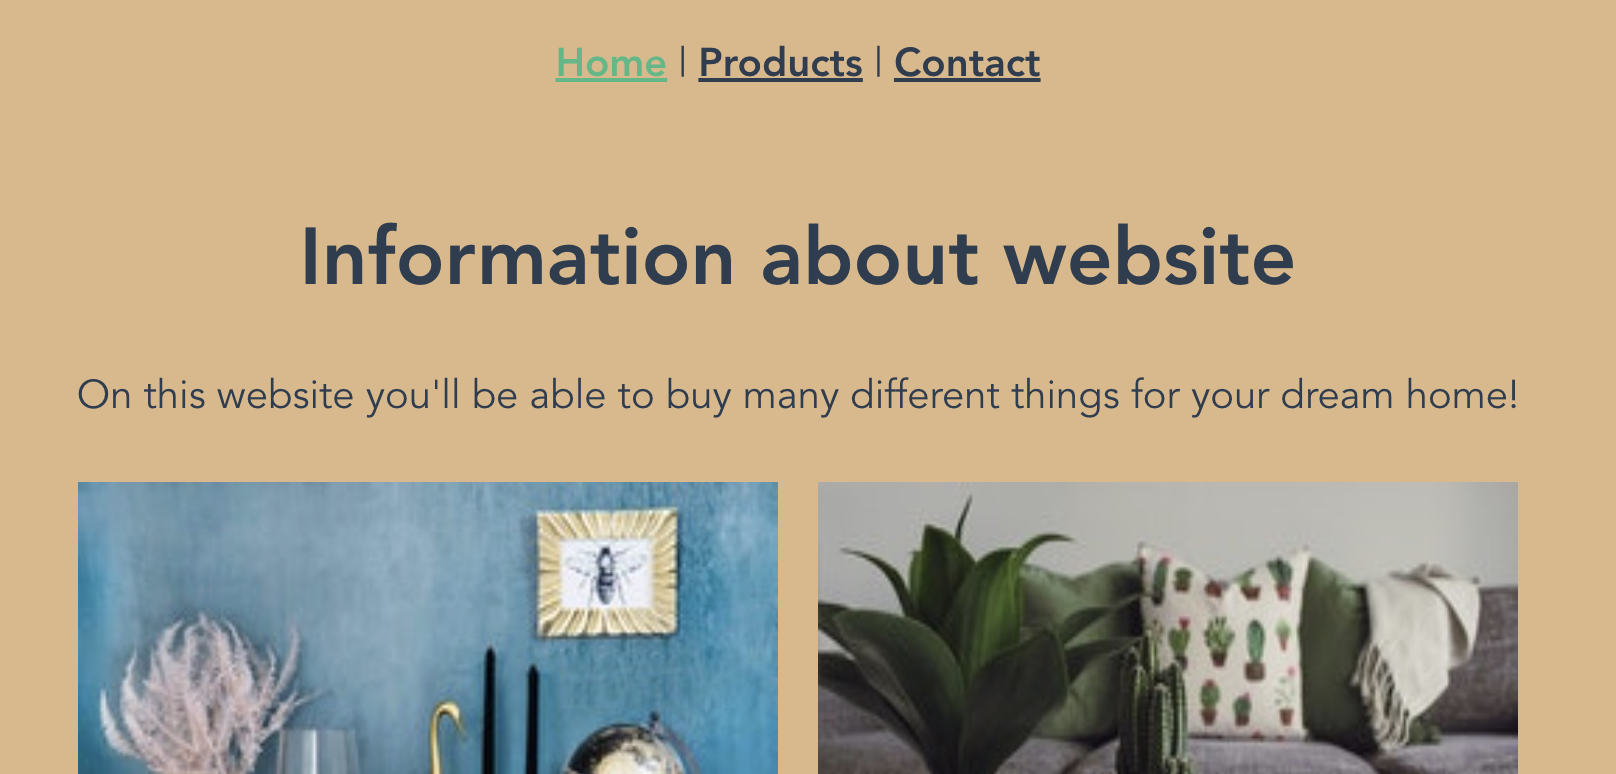 Home | Products | Contact
Information about website
On this website you'll be able to buy many different things for your dream home!